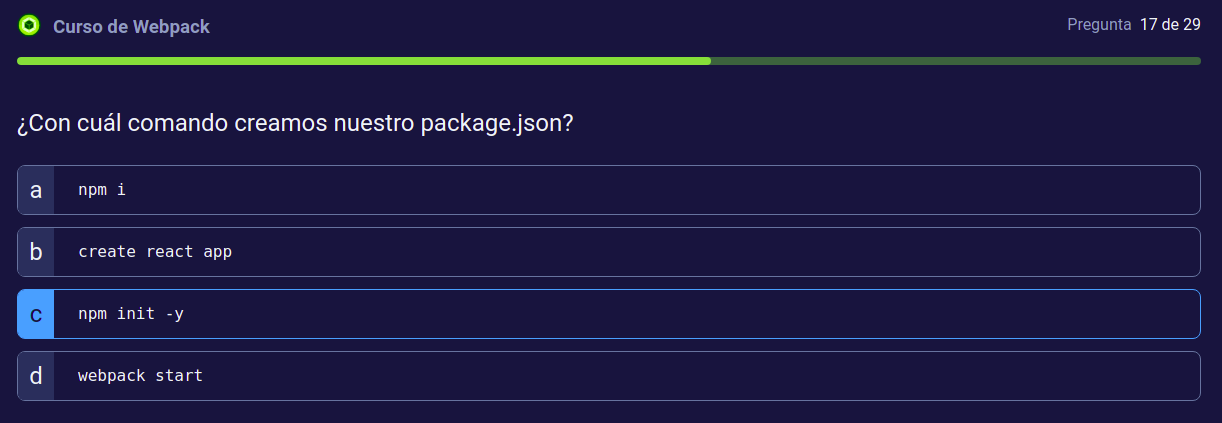 Curso de Webpack
Pregunta 17 de 29
¿Con cuál comando creamos nuestro package.json?
a npm i
b create react app
c npm init -y
d webpack start